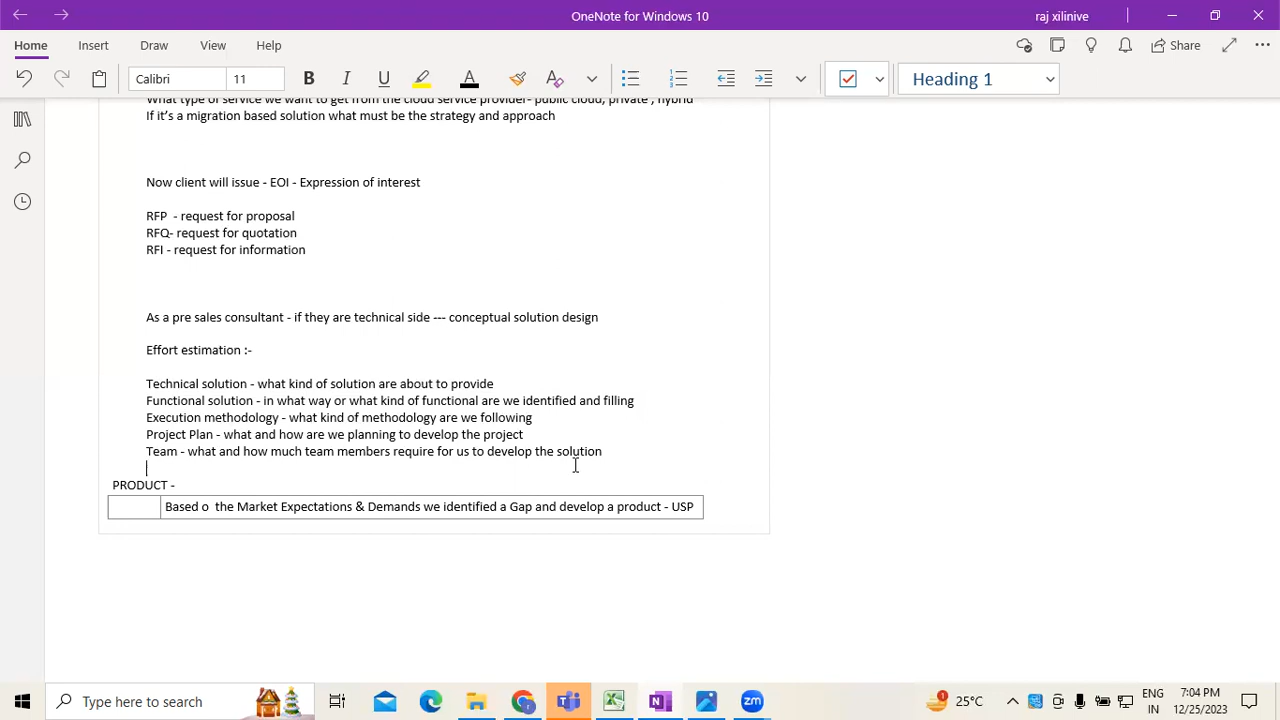 OneNote for Windows 10
raj xilinive
Home
Insert
Draw
View
Help
Share
Calibri
11
B
I
U
A
A
Heading 1
What type of service we want to get from the cloud service provider- public cloud, private , hybrid
If it's a migration based solution what must be the strategy and approach
Now client will issue - EOI - Expression of interest
RFP  - request for proposal
RFQ- request for quotation
RFI - request for information
As a pre sales consultant - if they are technical side --- conceptual solution design
Effort estimation :-
Technical solution - what kind of solution are about to provide
Functional solution - in what way or what kind of functional are we identified and filling
Execution methodology - what kind of methodology are we following
Project Plan - what and how are we planning to develop the project
Team - what and how much team members require for us to develop the solution
PRODUCT -
Based o  the Market Expectations & Demands we identified a Gap and develop a product - USP
Type here to search
zm
1
25°C
ENG
IN
7:04 PM
12/25/2023